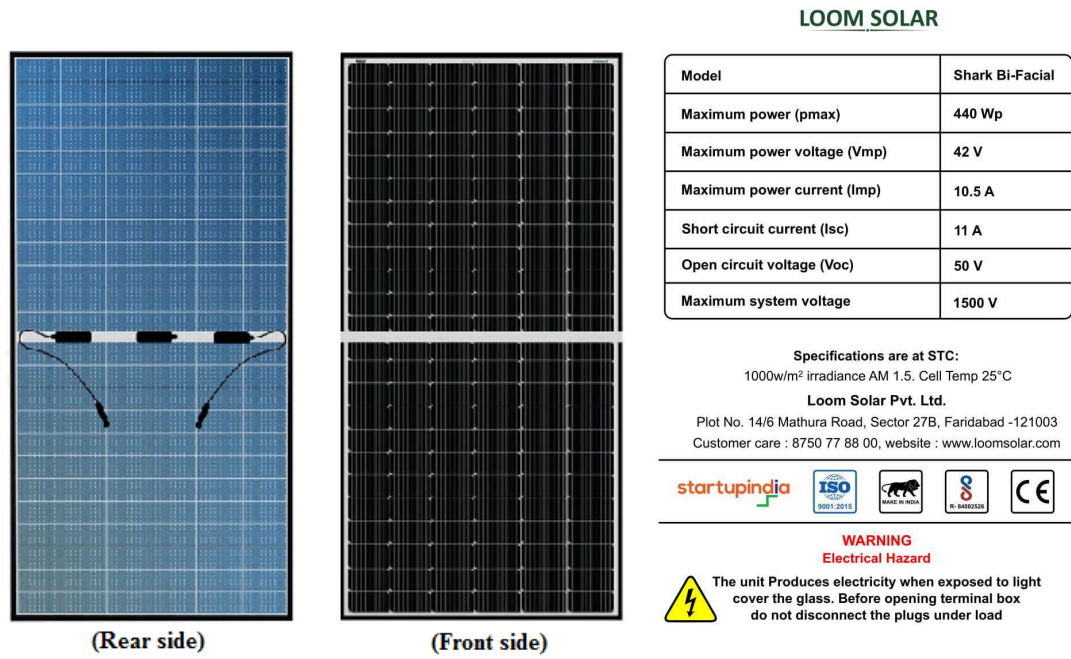 (Rear side)
(Front side)
LOOM SOLAR
Model Shark Bi-Facial
Maximum power (pmax) 440 Wp
Maximum power voltage (Vmp) 42 V
Maximum power current (Imp) 10.5 A
Short circuit current (Isc) 11 A
Open circuit voltage (Voc) 50 V
Maximum system voltage 1500 V
Specifications are at STC:
1000w/m² irradiance AM 1.5. Cell Temp 25°C
Loom Solar Pvt. Ltd.
Plot No. 14/6 Mathura Road, Sector 27B, Faridabad -121003
Customer care : 8750 77 88 00, website : www.loomsolar.com
startupindia
ISO
9001:2015
MAKE IN INDIA
R- 84002526
CE
WARNING
Electrical Hazard
The unit Produces electricity when exposed to light
cover the glass. Before opening terminal box
do not disconnect the plugs under load